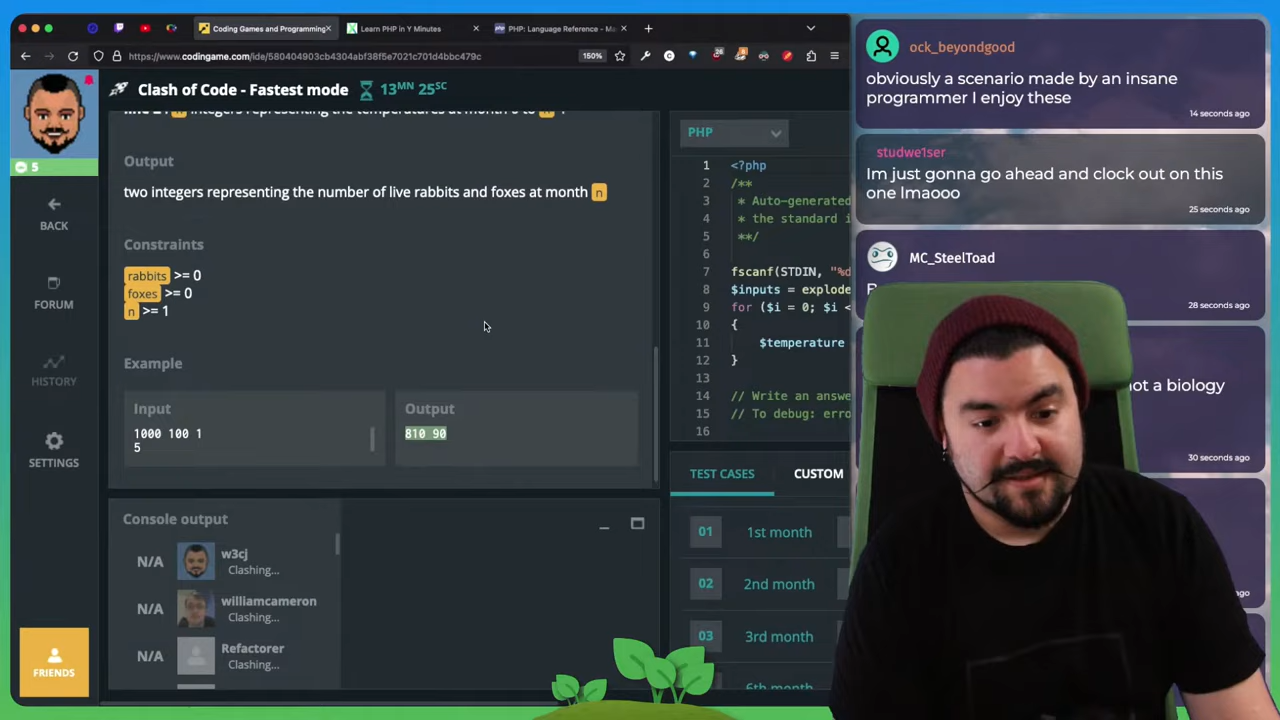 Coding Games and Programming
Learn PHP in Y Minutes
PHP: Language Reference - Ma
https://www.codingame.com/ide/580404903cb4304abf38f5e7021c701d4bbc479c
150%
Clash of Code - Fastest mode
13MN 25SC
5
BACK
FORUM
HISTORY
SETTINGS
FRIENDS
Output
two integers representing the number of live rabbits and foxes at month n
Constraints
rabbits >= 0
foxes >= 0
n >= 1
Example
Input
1000 100 1
5
Output
810 90
Console output
N/A
w3cj
Clashing...
N/A
williamcameron
Clashing...
N/A
Refactorer
Clashing...
PHP
1 <?php
2 /**
3 * Auto-generated
4 * the standard i
5 **/
6
7 fscanf(STDIN, "%d
8 $inputs = explode
9 for ($i = 0; $i <
10 {
11 $temperature
12 }
13
14 // Write an answe
15 // To debug: erro
16
TEST CASES
CUSTOM
01 1st month
02 2nd month
03 3rd month
6th month
ock_beyondgood
obviously a scenario made by an insane
programmer I enjoy these
14 seconds ago
studwe1ser
Im just gonna go ahead and clock out on this
one lmaooo
25 seconds ago
MC_SteelToad
28 seconds ago
not a biology
30 seconds ago